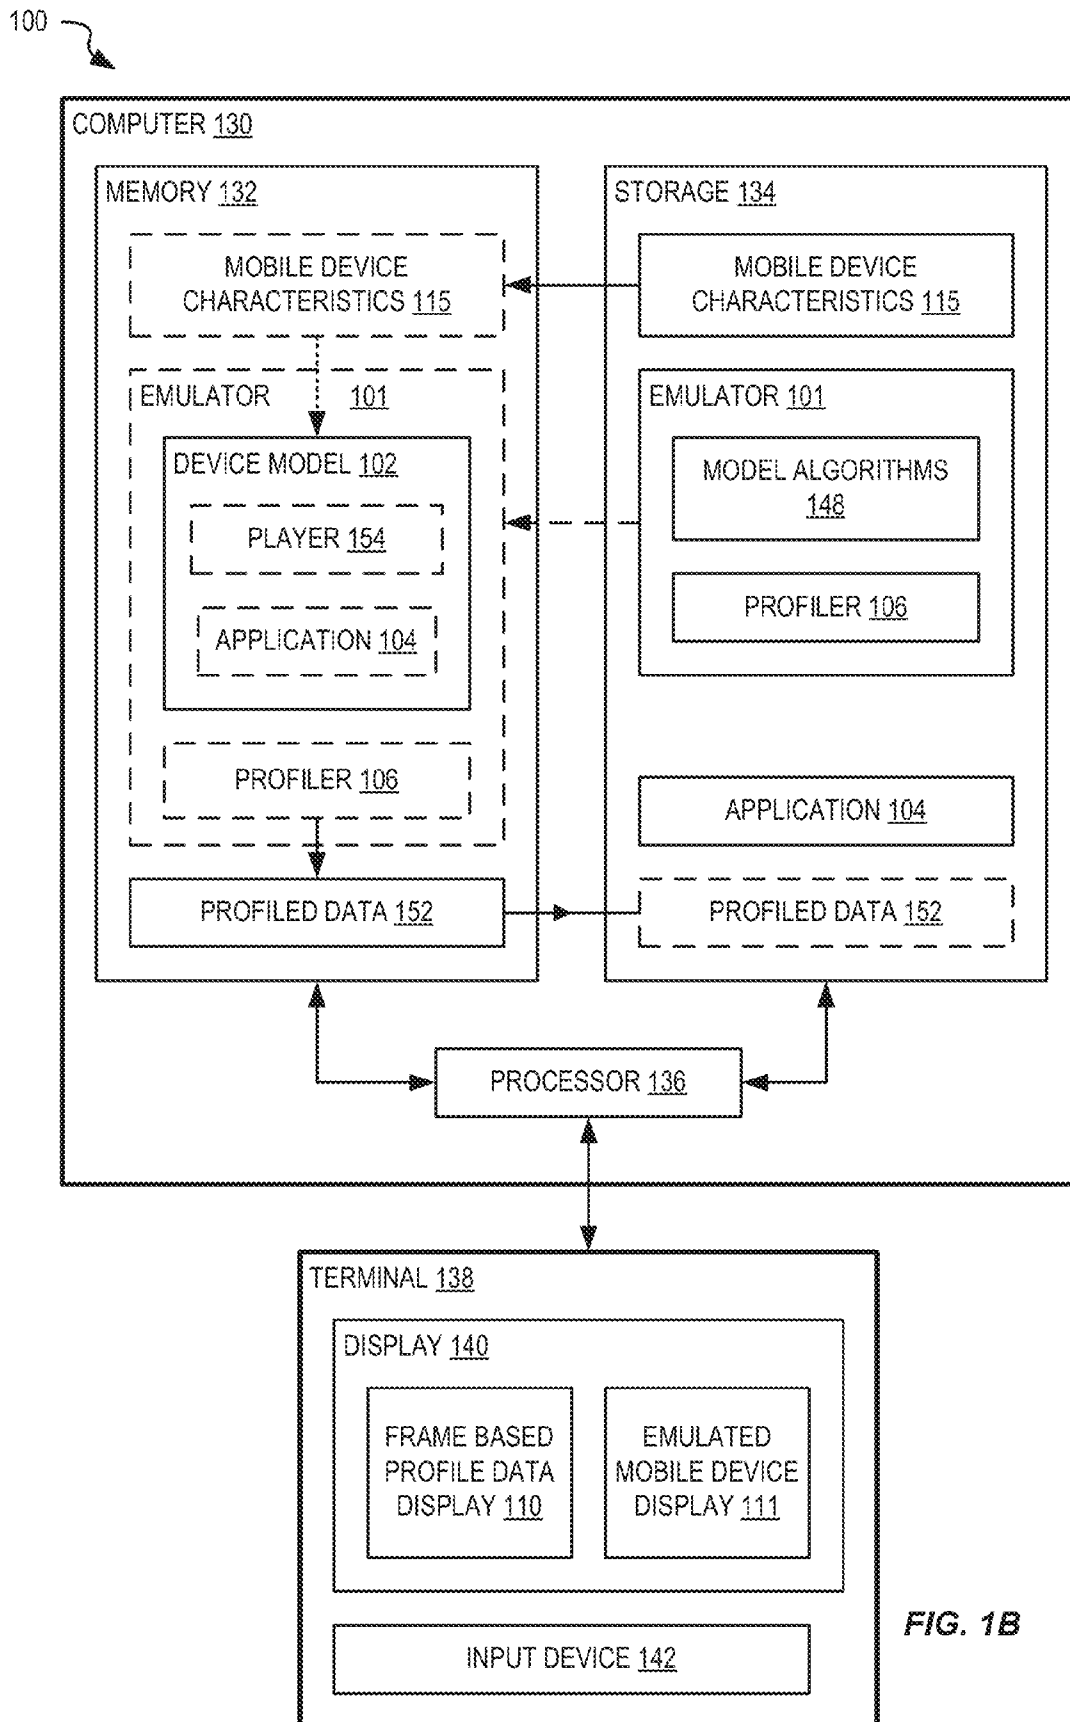 100
COMPUTER 130
MEMORY 132
MOBILE DEVICE
CHARACTERISTICS 115
EMULATOR 101
DEVICE MODEL 102
PLAYER 154
APPLICATION 104
PROFILER 106
PROFILED DATA 152
STORAGE 134
MOBILE DEVICE
CHARACTERISTICS 115
EMULATOR 101
MODEL ALGORITHMS
148
PROFILER 106
APPLICATION 104
PROFILED DATA 152
PROCESSOR 136
TERMINAL 138
DISPLAY 140
FRAME BASED
PROFILE DATA
DISPLAY 110
EMULATED
MOBILE DEVICE
DISPLAY 111
INPUT DEVICE 142
FIG. 1B